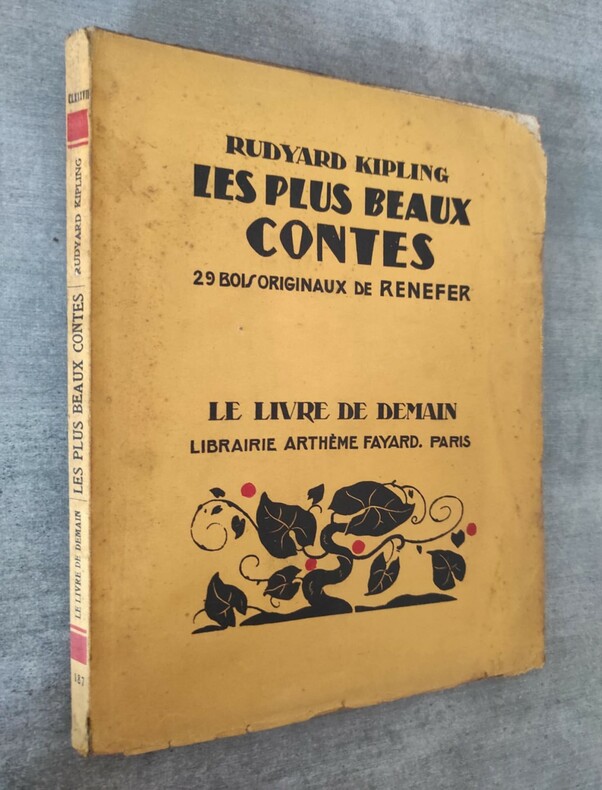 RUDYARD KIPLING
LES PLUS BEAUX
CONTES
29 BOIS ORIGINAUX DE RENEFER
LE LIVRE DE DEMAIN
LIBRAIRIE ARTHÈME FAYARD. PARIS
CLXXXVII
RUDYARD KIPLING
LES PLUS BEAUX CONTES
LE LIVRE DE DEMAIN
187